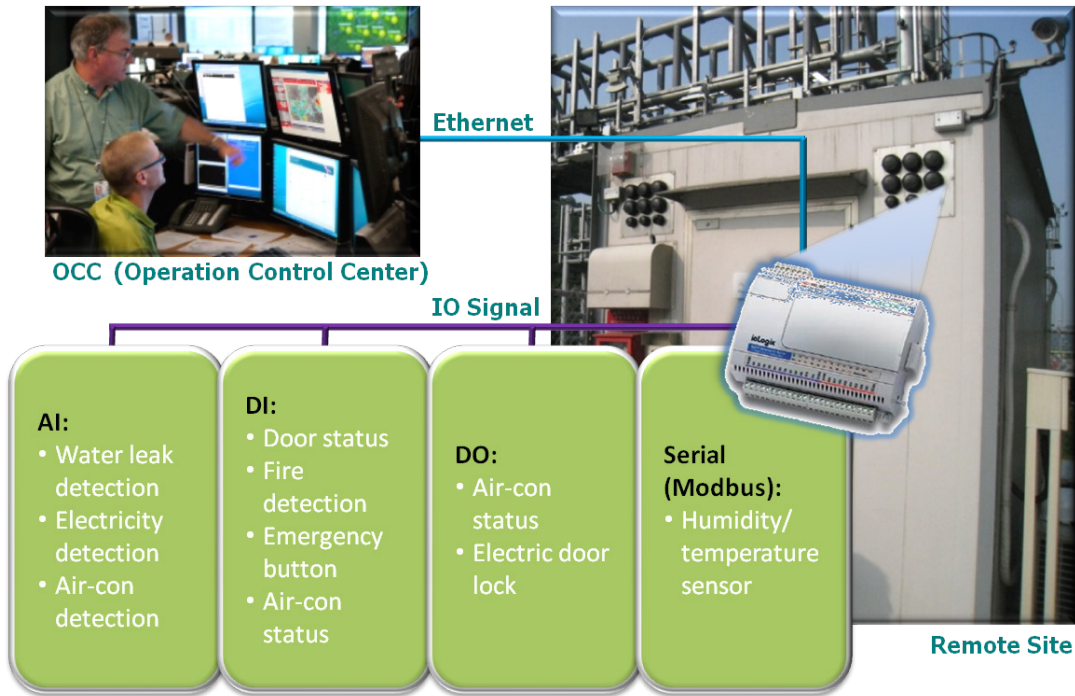 Ethernet
OCC (Operation Control Center)
IO Signal
ioLogik
AI:
• Water leak
detection
• Electricity
detection
• Air-con
detection
DI:
• Door status
• Fire
detection
• Emergency
button
• Air-con
status
DO:
• Air-con
status
• Electric door
lock
Serial
(Modbus):
• Humidity/
temperature
sensor
Remote Site